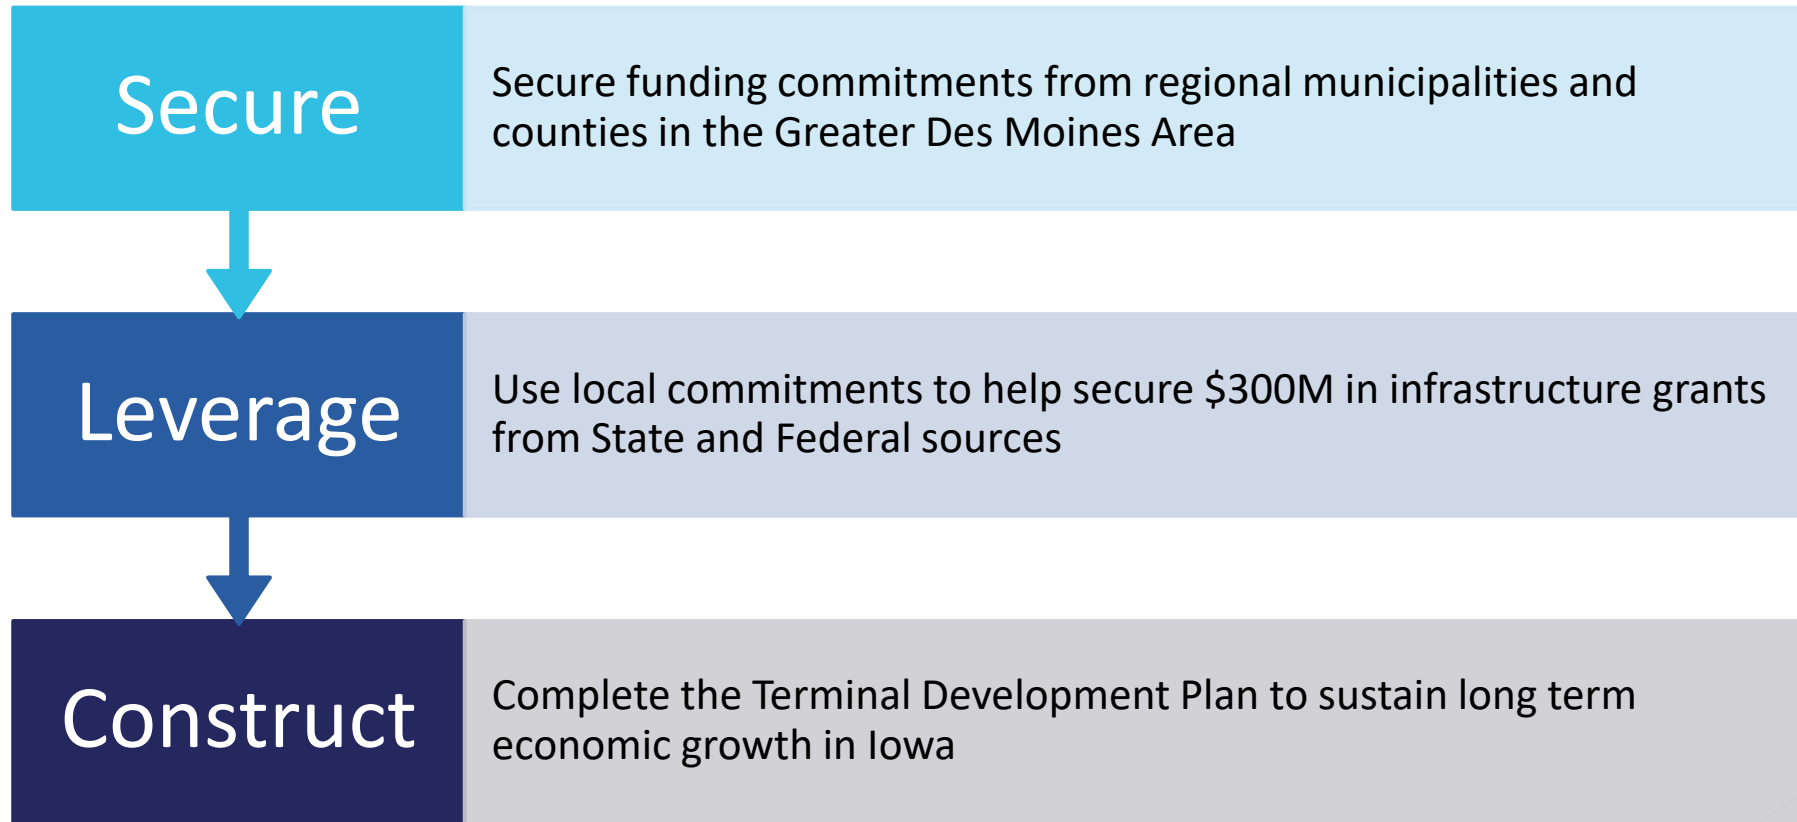 Secure
Secure funding commitments from regional municipalities and
counties in the Greater Des Moines Area
Leverage
Use local commitments to help secure $300M in infrastructure grants
from State and Federal sources
Construct
Complete the Terminal Development Plan to sustain long term
economic growth in Iowa